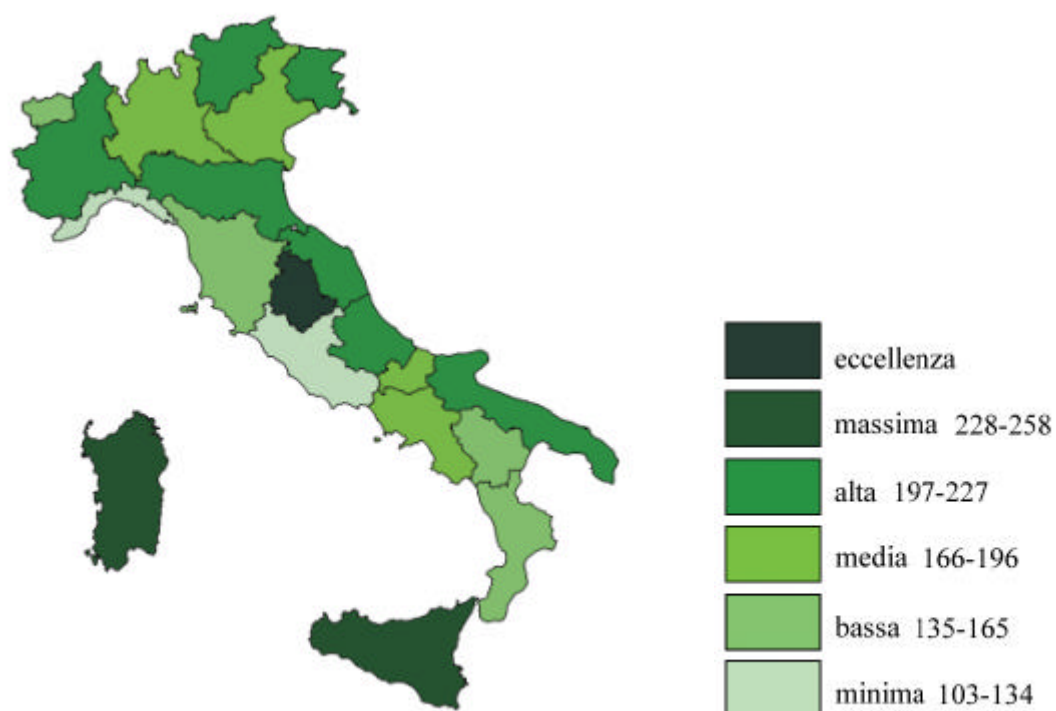 eccellenza
massima 228-258
alta 197-227
media 166-196
bassa 135-165
minima 103-134